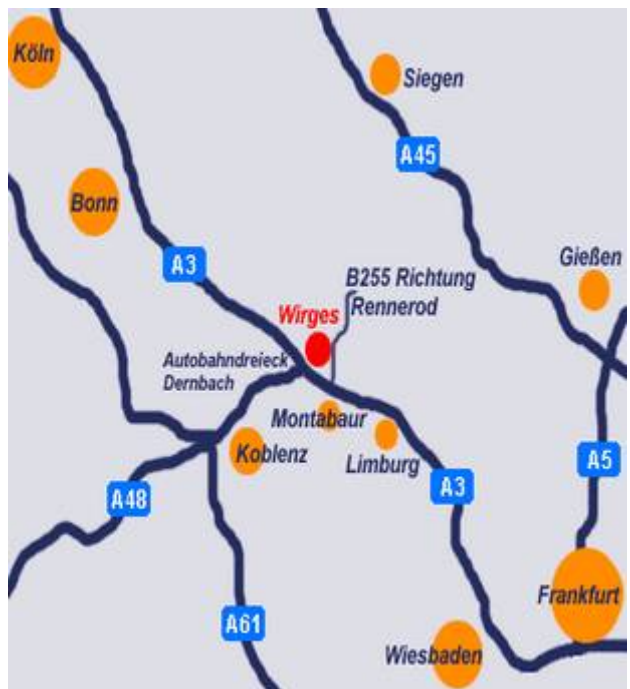 Köln
Siegen
A45
Bonn
Gießen
A3
B255 Richtung
Rennerod
Wirges
Autobahndreieck
Dernbach
Montabaur
Koblenz
Limburg
A5
A3
A48
Frankfurt
A61
Wiesbaden